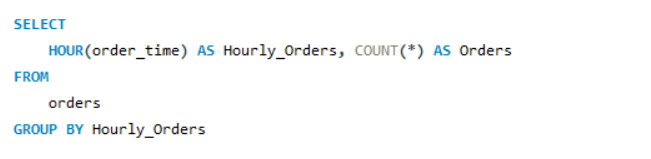 SELECT
    HOUR(order_time) AS Hourly_Orders, COUNT(*) AS Orders
FROM
    orders
GROUP BY Hourly_Orders